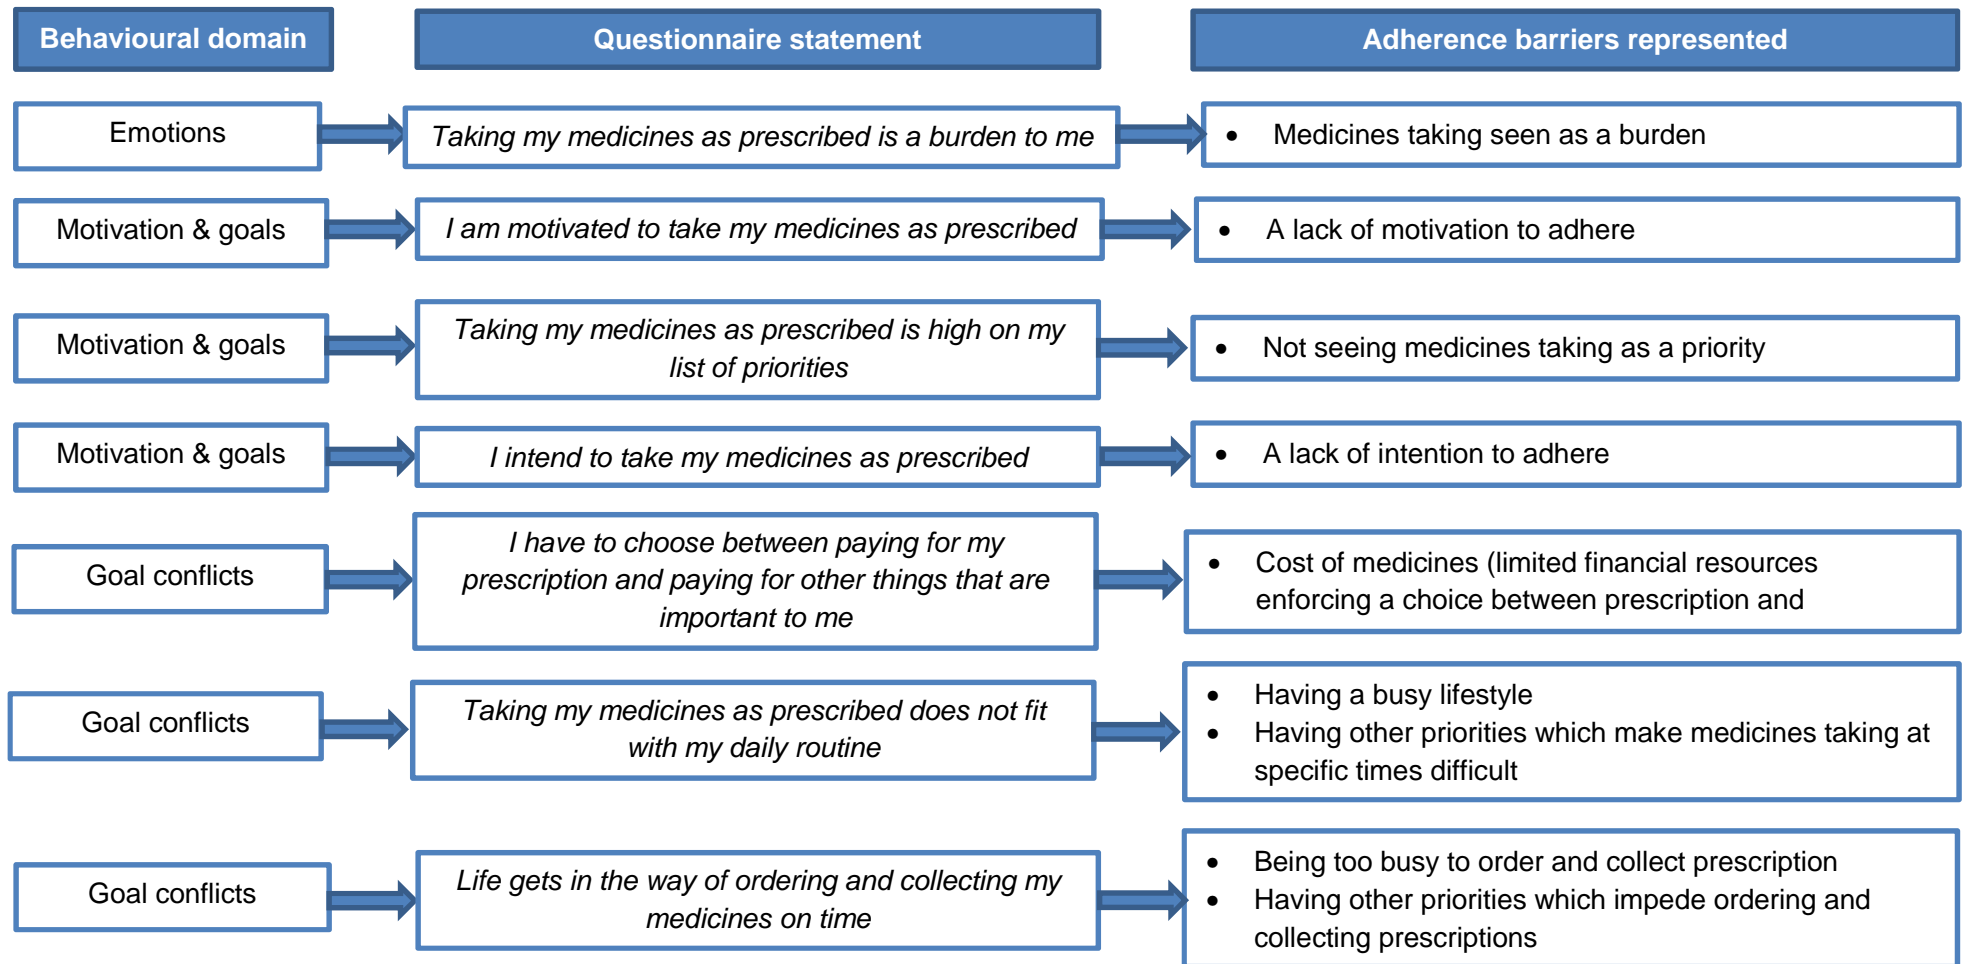 Behavioural domain
Questionnaire statement
Adherence barriers represented
Emotions
Taking my medicines as prescribed is a burden to me
• Medicines taking seen as a burden
Motivation & goals
I am motivated to take my medicines as prescribed
• A lack of motivation to adhere
Motivation & goals
Taking my medicines as prescribed is high on my
list of priorities
• Not seeing medicines taking as a priority
Motivation & goals
I intend to take my medicines as prescribed
• A lack of intention to adhere
Goal conflicts
I have to choose between paying for my
prescription and paying for other things that are
important to me
• Cost of medicines (limited financial resources
enforcing a choice between prescription and
Goal conflicts
Taking my medicines as prescribed does not fit
with my daily routine
• Having a busy lifestyle
• Having other priorities which make medicines taking at
specific times difficult
Goal conflicts
Life gets in the way of ordering and collecting my
medicines on time
• Being too busy to order and collect prescription
• Having other priorities which impede ordering and
collecting prescriptions